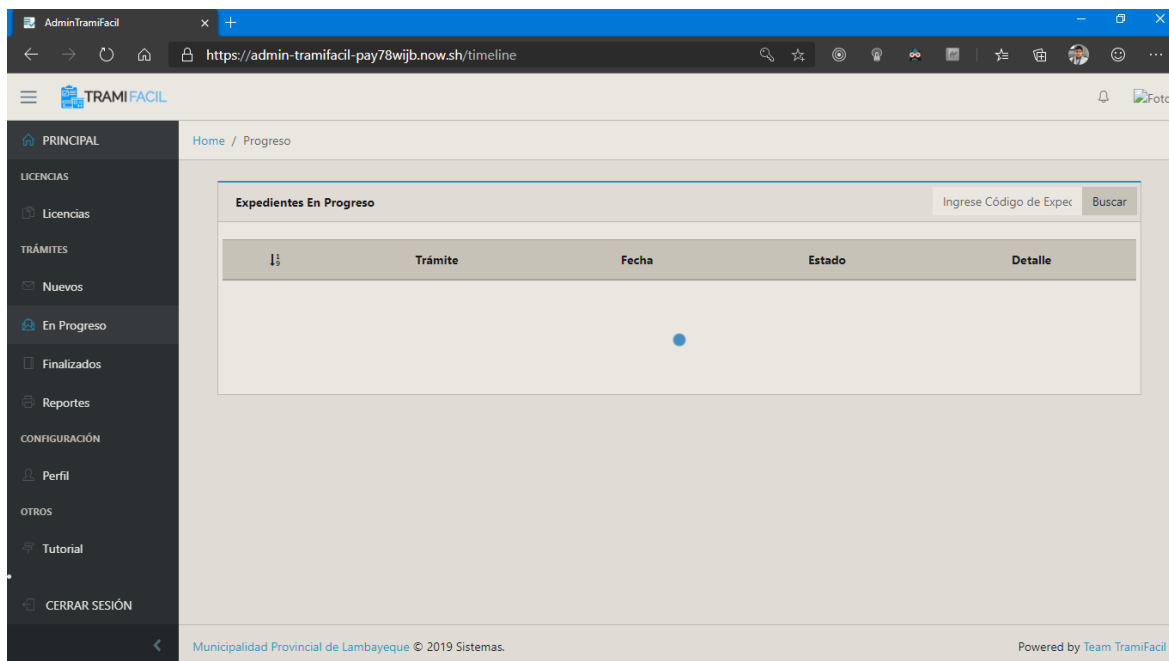 AdminTramiFacil
https://admin-tramifacil-pay78wijb.now.sh/timeline
TRAMIFACIL
Foto
PRINCIPAL
Home / Progreso
LICENCIAS
Licencias
TRÁMITES
Nuevos
En Progreso
Finalizados
Reportes
CONFIGURACIÓN
Perfil
OTROS
Tutorial
CERRAR SESIÓN
Expedientes En Progreso
Ingrese Código de Exped
Buscar
Trámite Fecha Estado Detalle
Municipalidad Provincial de Lambayeque © 2019 Sistemas.
Powered by Team TramiFacil